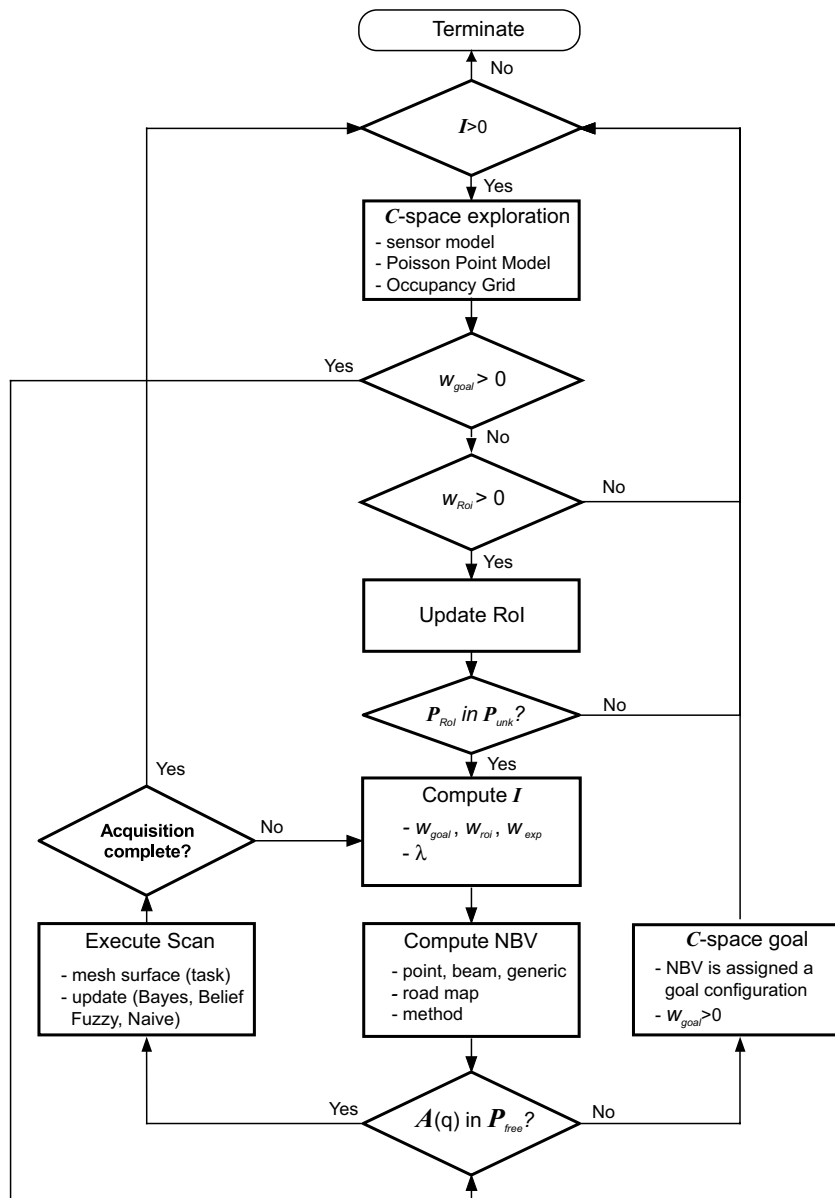 Terminate
No
I>0
Yes
C-space exploration
- sensor model
- Poisson Point Model
- Occupancy Grid
Yes
w_goal > 0
No
w_Roi > 0
No
Yes
Update RoI
P_RoI in P_unk?
No
Yes
Yes
Compute I
- w_goal, w_roi, w_exp
- λ
Acquisition
complete?
No
Execute Scan
- mesh surface (task)
- update (Bayes, Belief
Fuzzy, Naive)
Compute NBV
- point, beam, generic
- road map
- method
C-space goal
- NBV is assigned a
goal configuration
- w_goal>0
Yes
A(q) in P_free?
No